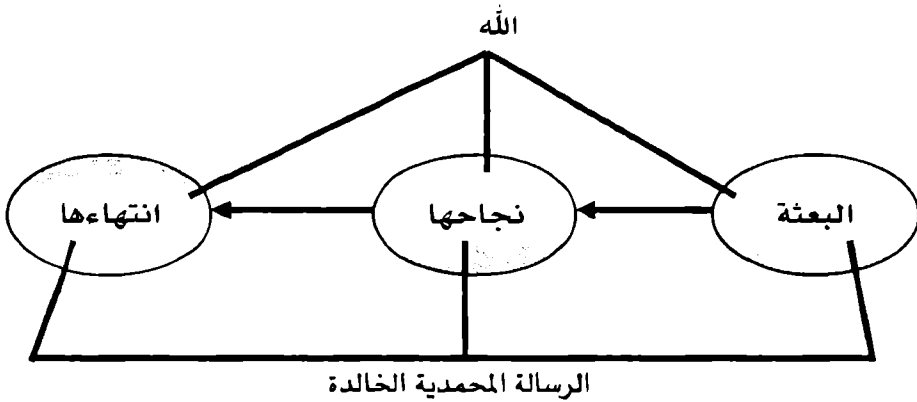 الله
البعثة
نجاحها
انتهاءها
الرسالة المحمدية الخالدة